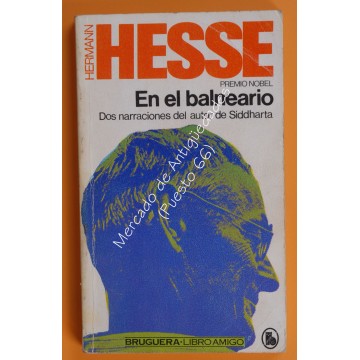 HERMANN
HESSE
PREMIO NOBEL
En el balneario
Dos narraciones del autor de Siddharta
Mercado de Antigüedades
(Puesto 66)
BRUGUERA·LIBRO AMIGO